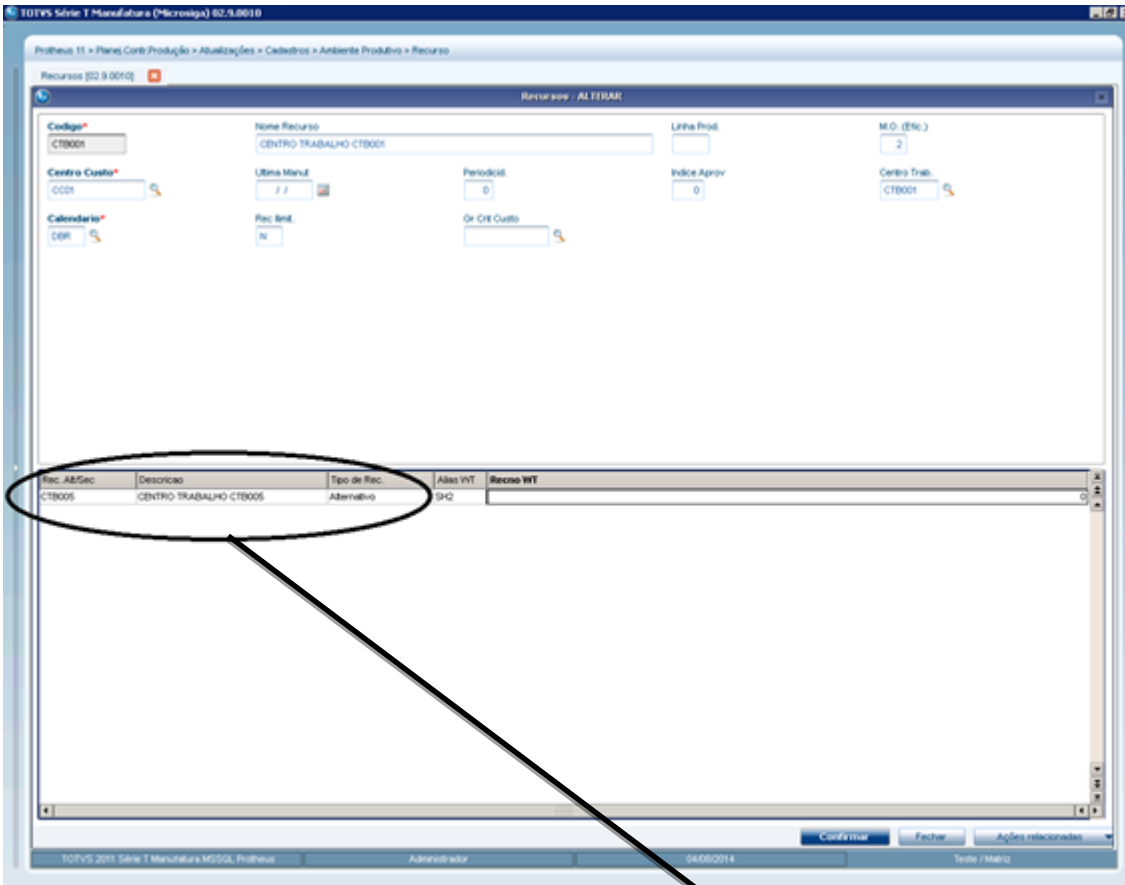 TOTVS Série T Manufatura (Microsiga) 02.9.0010
Protheus 11 > Planej.Contr.Produção > Atualizações > Cadastros > Ambiente Produtivo > Recurso
Recursos [02.9.0010]
Recursos - ALTERAR
Codigo* Nome Recurso Linha Prod. M.O. (Efic.)
CTB001 CENTRO TRABALHO CTB001 2
Centro Custo* Ultima Manut Periodicid. Indice Aprov Centro Trab.
CC01 / / 0 0 CTB001
Calendario* Rec Ilimit. Gr Cnt Custo
DBR N
Rec. Alt/Sec Descricao Tipo de Rec. Alias WT Recno WT
CTB005 CENTRO TRABALHO CTB005 Alternativo SH2 0
Confirmar Fechar Ações relacionadas
TOTVS 2011 Série T Manufatura MSSQL Protheus Administrador 04/08/2014 Teste / Matriz